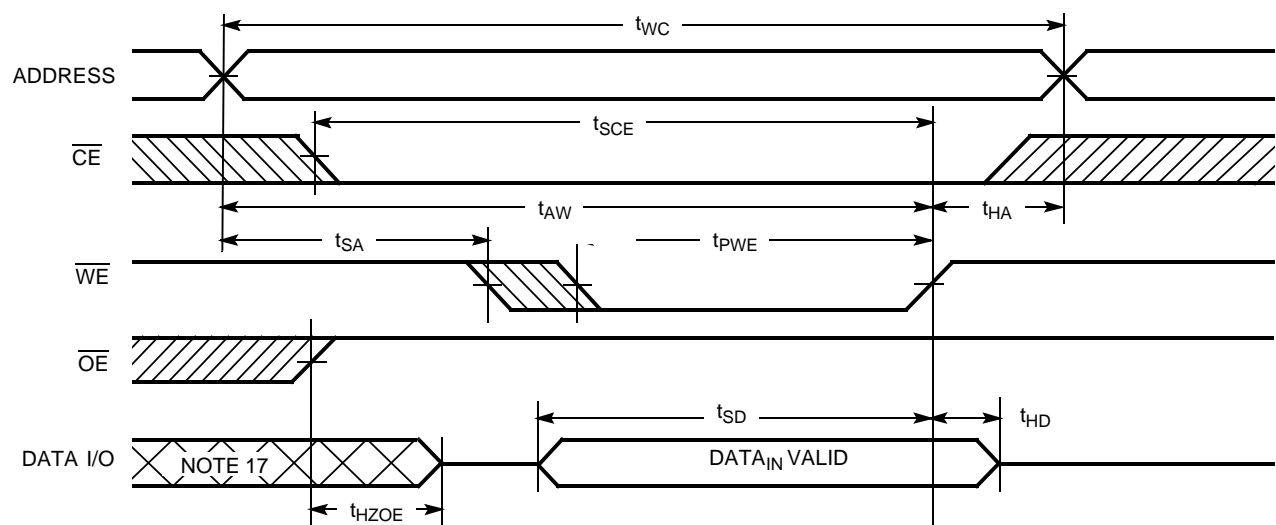 tWC
ADDRESS
tSCE
CE
tAW
tHA
tSA
tPWE
WE
OE
tSD
tHD
DATA I/O
NOTE 17
DATAIN VALID
tHZOE